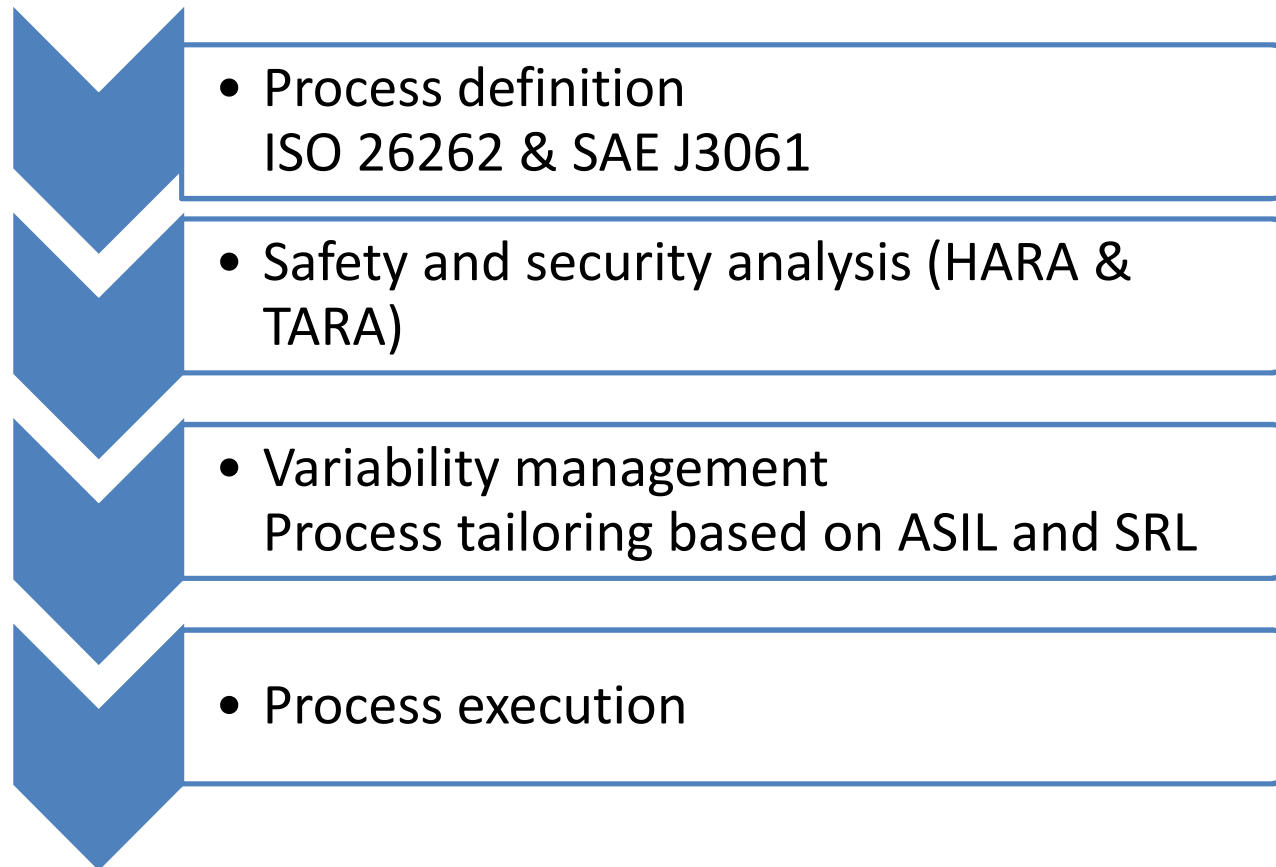 • Process definition
ISO 26262 & SAE J3061
• Safety and security analysis (HARA &
TARA)
• Variability management
Process tailoring based on ASIL and SRL
• Process execution